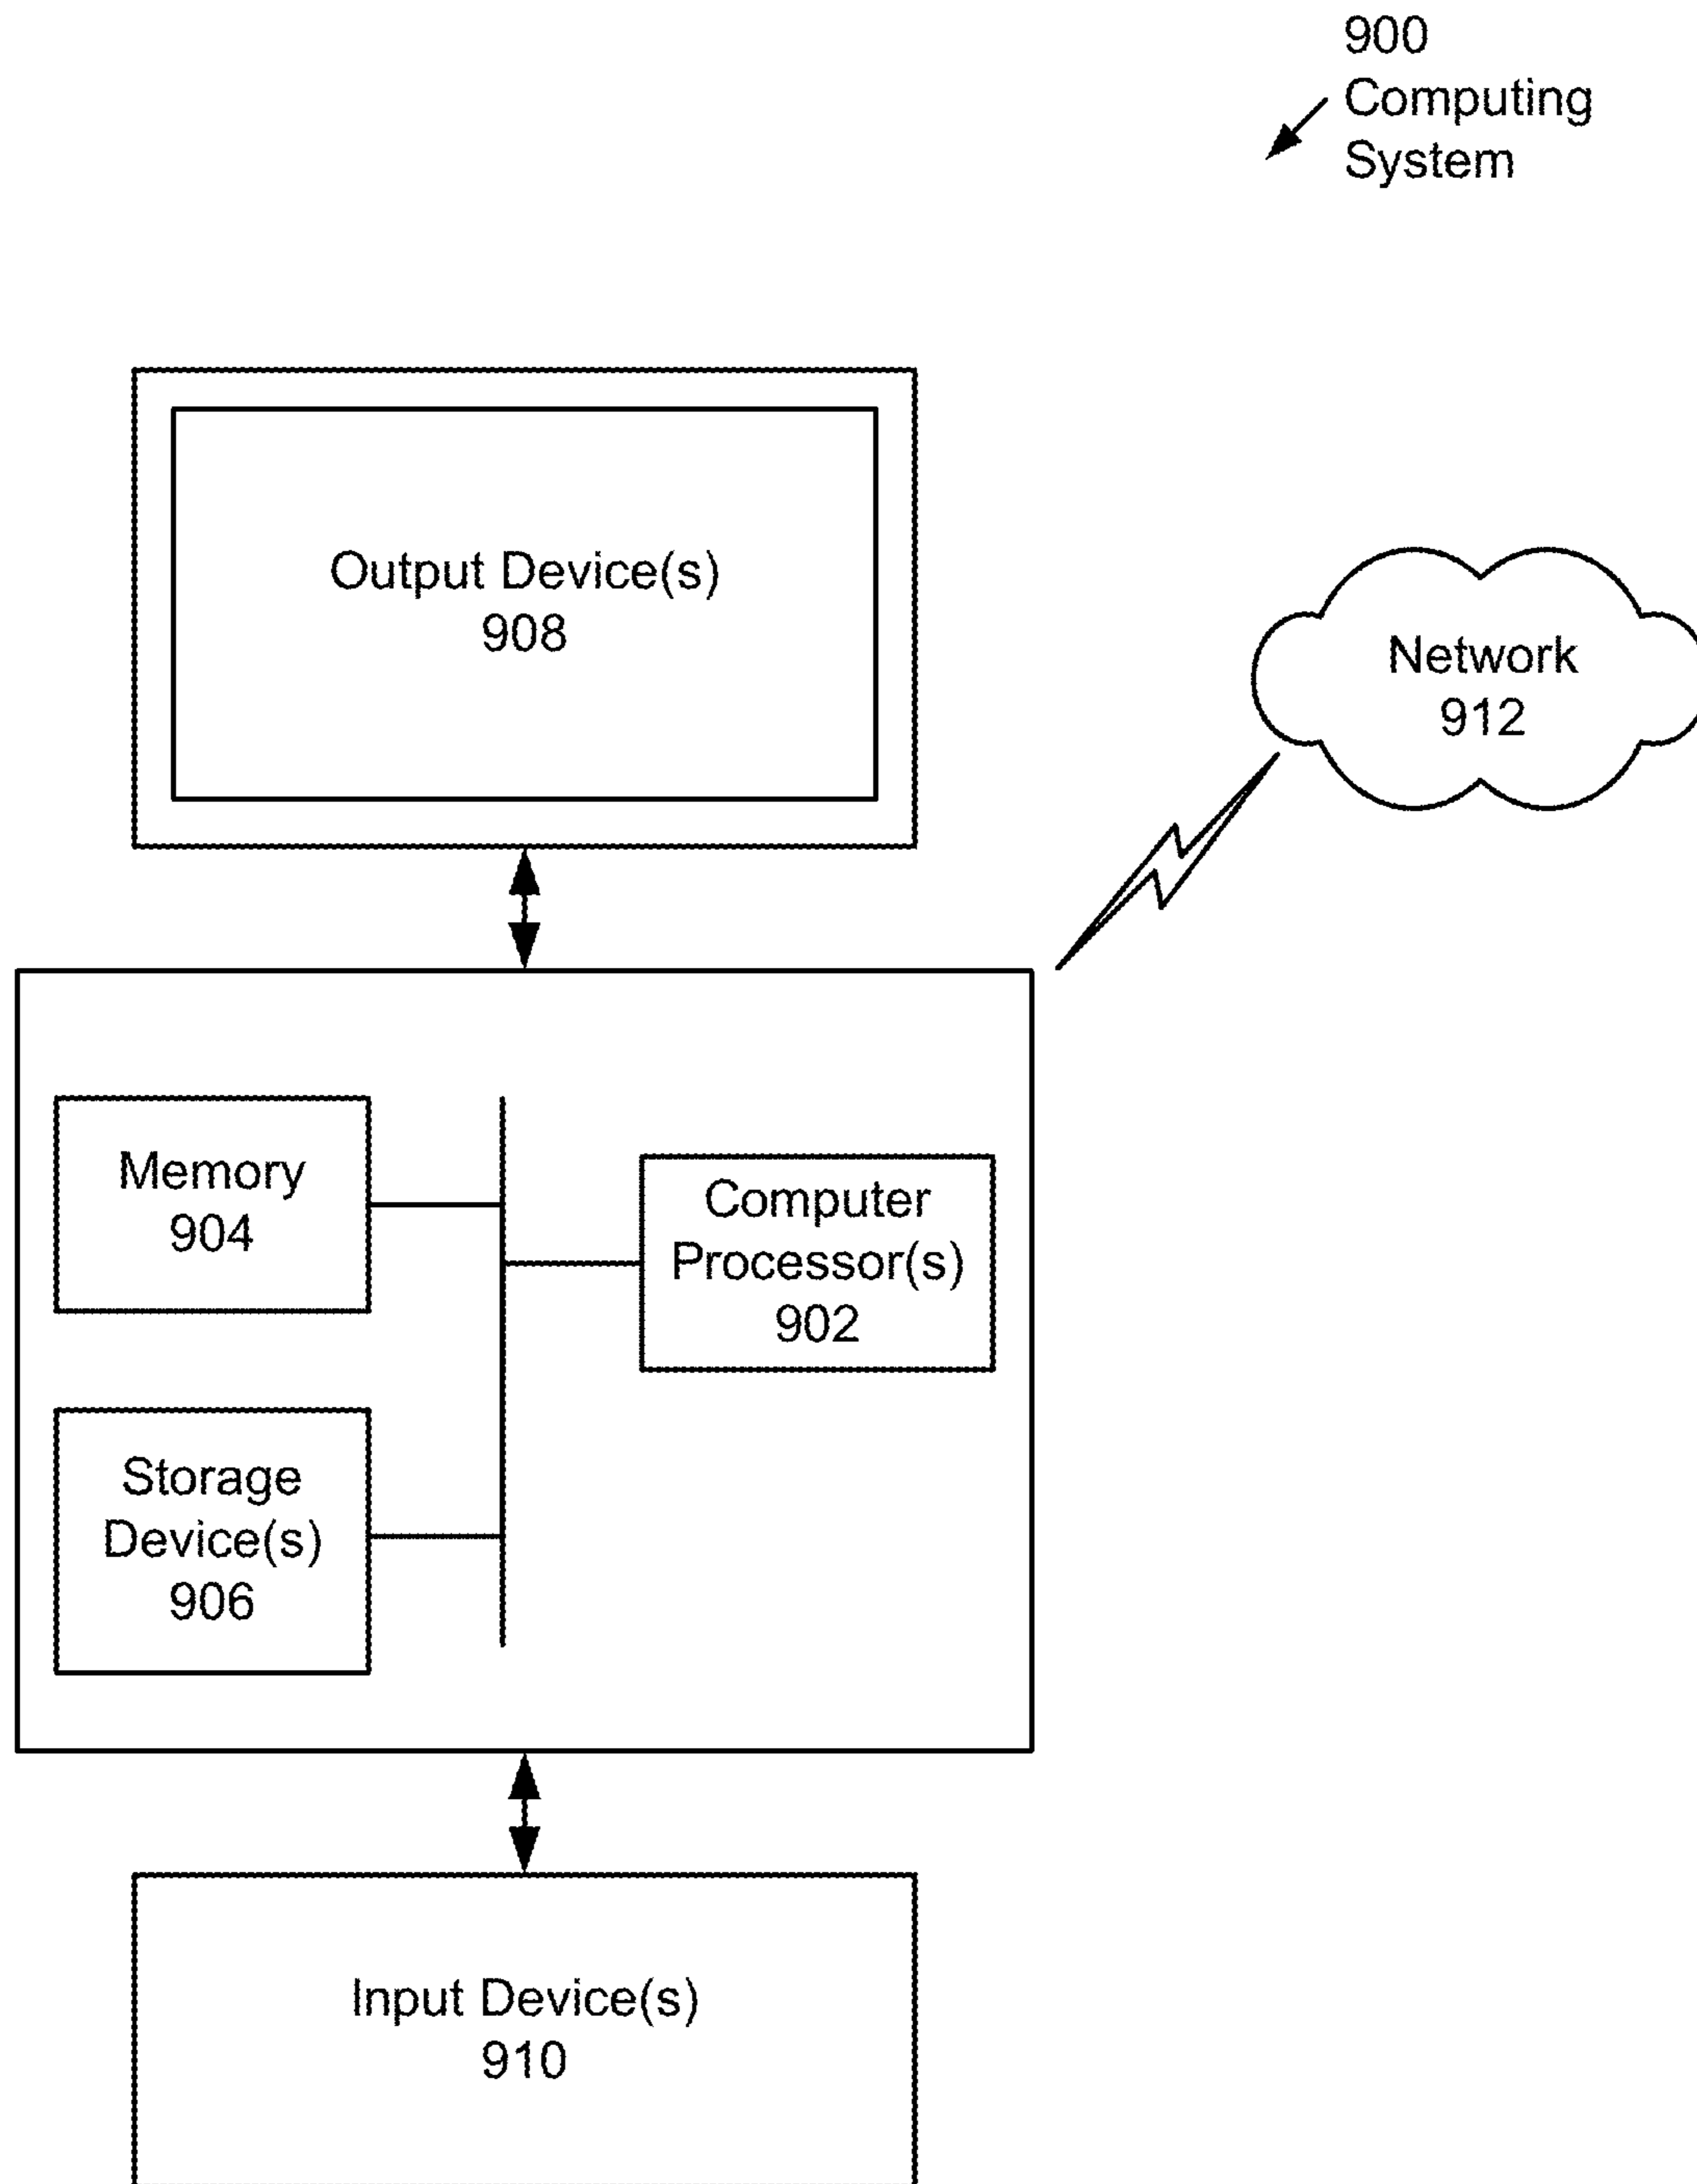 900
Computing
System
Output Device(s)
908
Network
912
Memory
904
Computer
Processor(s)
902
Storage
Device(s)
906
Input Device(s)
910